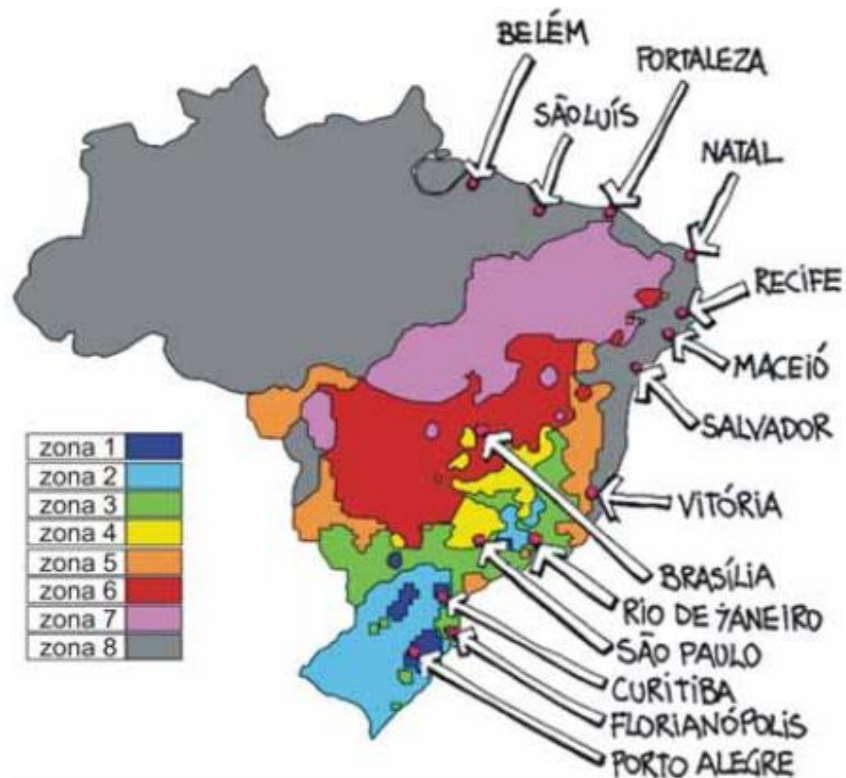 BELÉM
FORTALEZA
SÃO LUÍS
NATAL
RECIFE
MACEIÓ
SALVADOR
VITÓRIA
BRASÍLIA
RIO DE JANEIRO
SÃO PAULO
CURITIBA
FLORIANÓPOLIS
PORTO ALEGRE
zona 1
zona 2
zona 3
zona 4
zona 5
zona 6
zona 7
zona 8